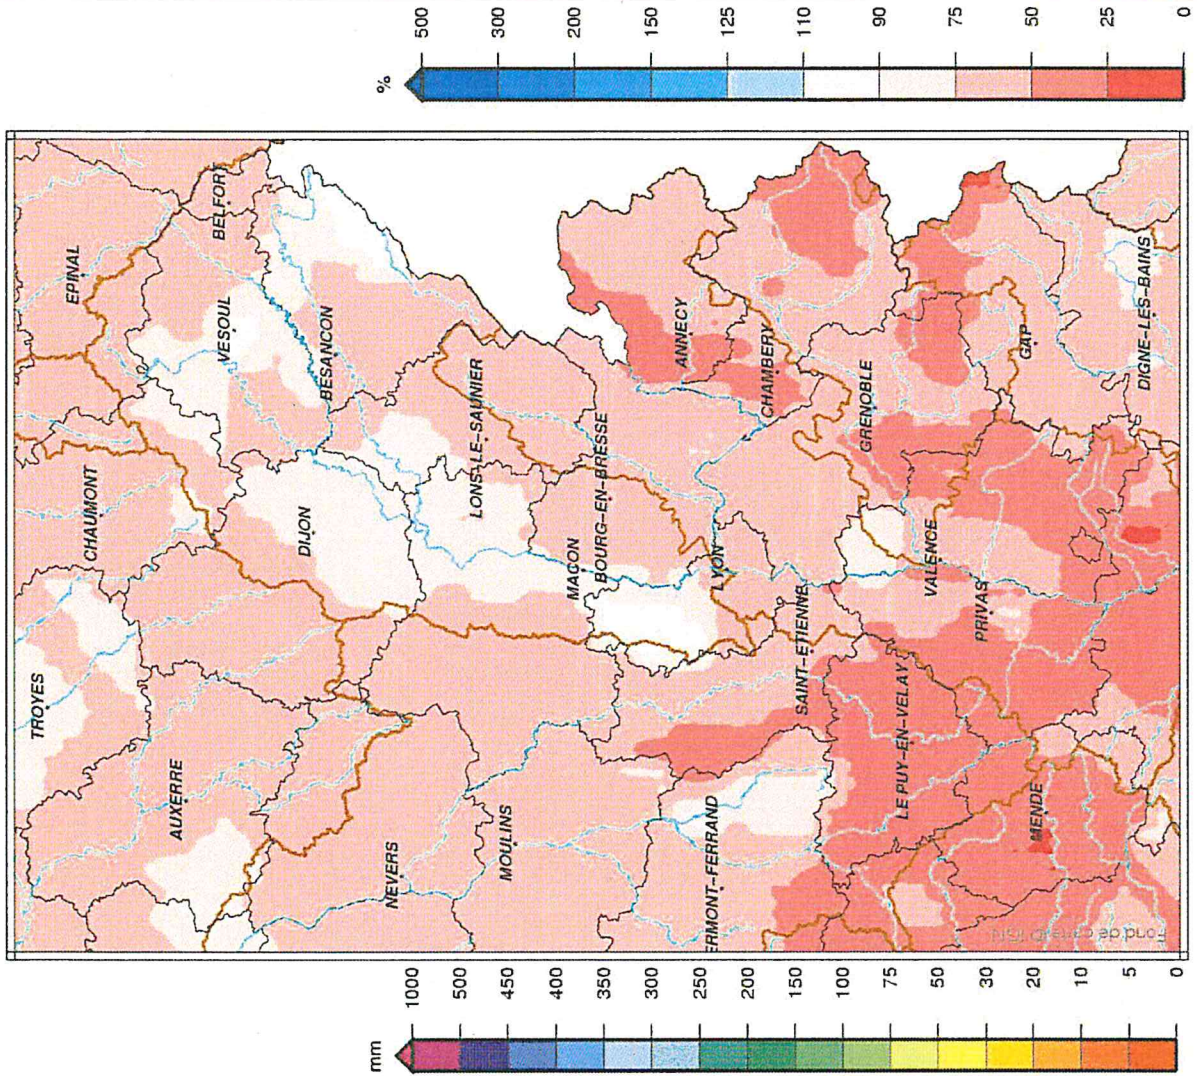 %
500
300
200
150
125
110
90
75
50
25
0
EPINAL
BELFORT
VESOUL
BESANCON
CHAUMONT
TROYES
DIJON
LONS-LE-SAUNIER
AUXERRE
NEVERS
MOULINS
MACON
BOURG-EN-BRESSE
ANNECY
CHAMBERY
LYON
SAINT-ETIENNE
ERMONT-FERRAND
GRENOBLE
VALENCE
PRIVAS
LE PUY-EN-VELAY
MENDE
GAP
DIGNE-LES-BAINS
Fond de carte © IGN
mm
1000
500
450
400
350
300
250
200
150
100
75
50
30
20
10
5
0